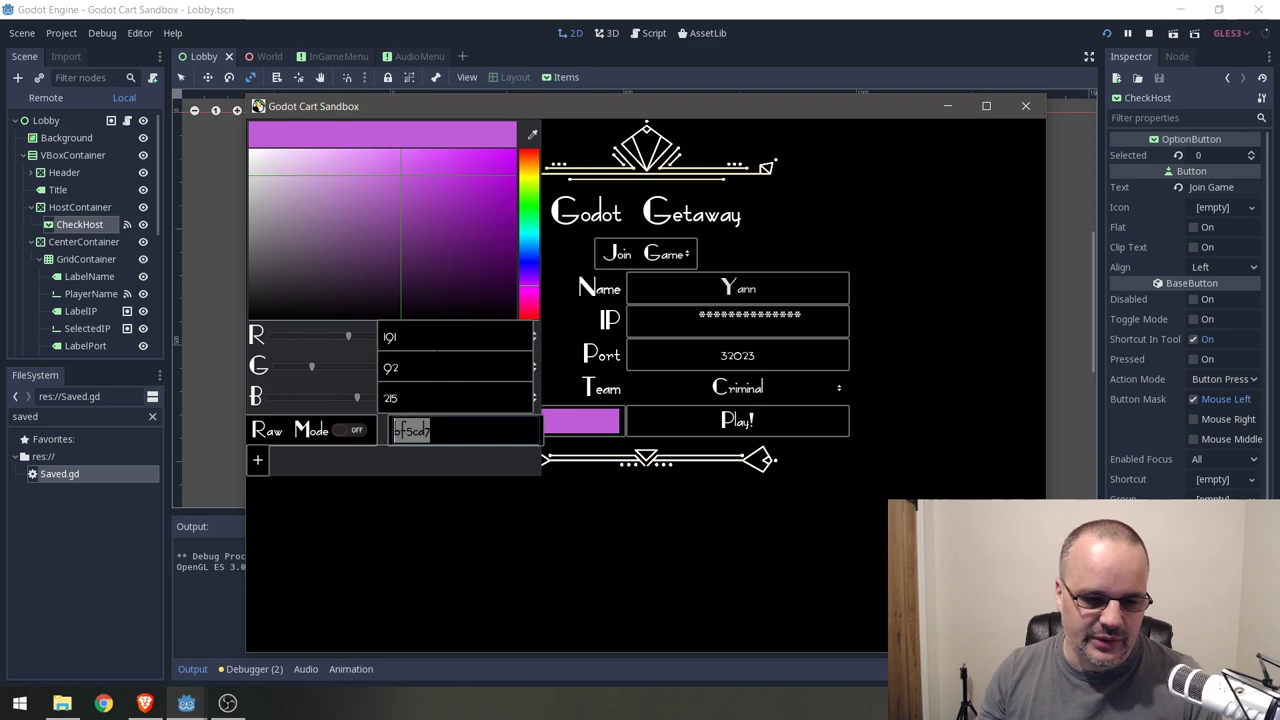 Godot Engine - Godot Cart Sandbox - Lobby.tscn
Scene Project Debug Editor Help
2D 3D Script AssetLib
GLES3
Scene Import
Lobby World InGameMenu AudioMenu
Inspector Node
Filter nodes
View Layout Items
Remote Local
CheckHost
Filter properties
Lobby
Background
VBoxContainer
Header
Title
HostContainer
CheckHost
CenterContainer
GridContainer
LabelName
PlayerName
LabelIP
SelectedIP
LabelPort
FileSystem
res://Saved.gd
saved
Favorites:
res://
Saved.gd
Godot Cart Sandbox
Godot Getaway
Join Game
Name Yann
IP **************
Port 32023
Team Criminal
Play!
R 191
G 92
B 215
Raw Mode OFF bf5cd7
+
OptionButton
Selected 0
Button
Text Join Game
Icon [empty]
Flat On
Clip Text On
Align Left
BaseButton
Disabled On
Toggle Mode On
Shortcut In Tool On
Pressed On
Action Mode Button Press
Button Mask Mouse Left
Mouse Right
Mouse Middle
Enabled Focus All
Shortcut [empty]
Output:
** Debug Proc
OpenGL ES 3.0
Output Debugger (2) Audio Animation